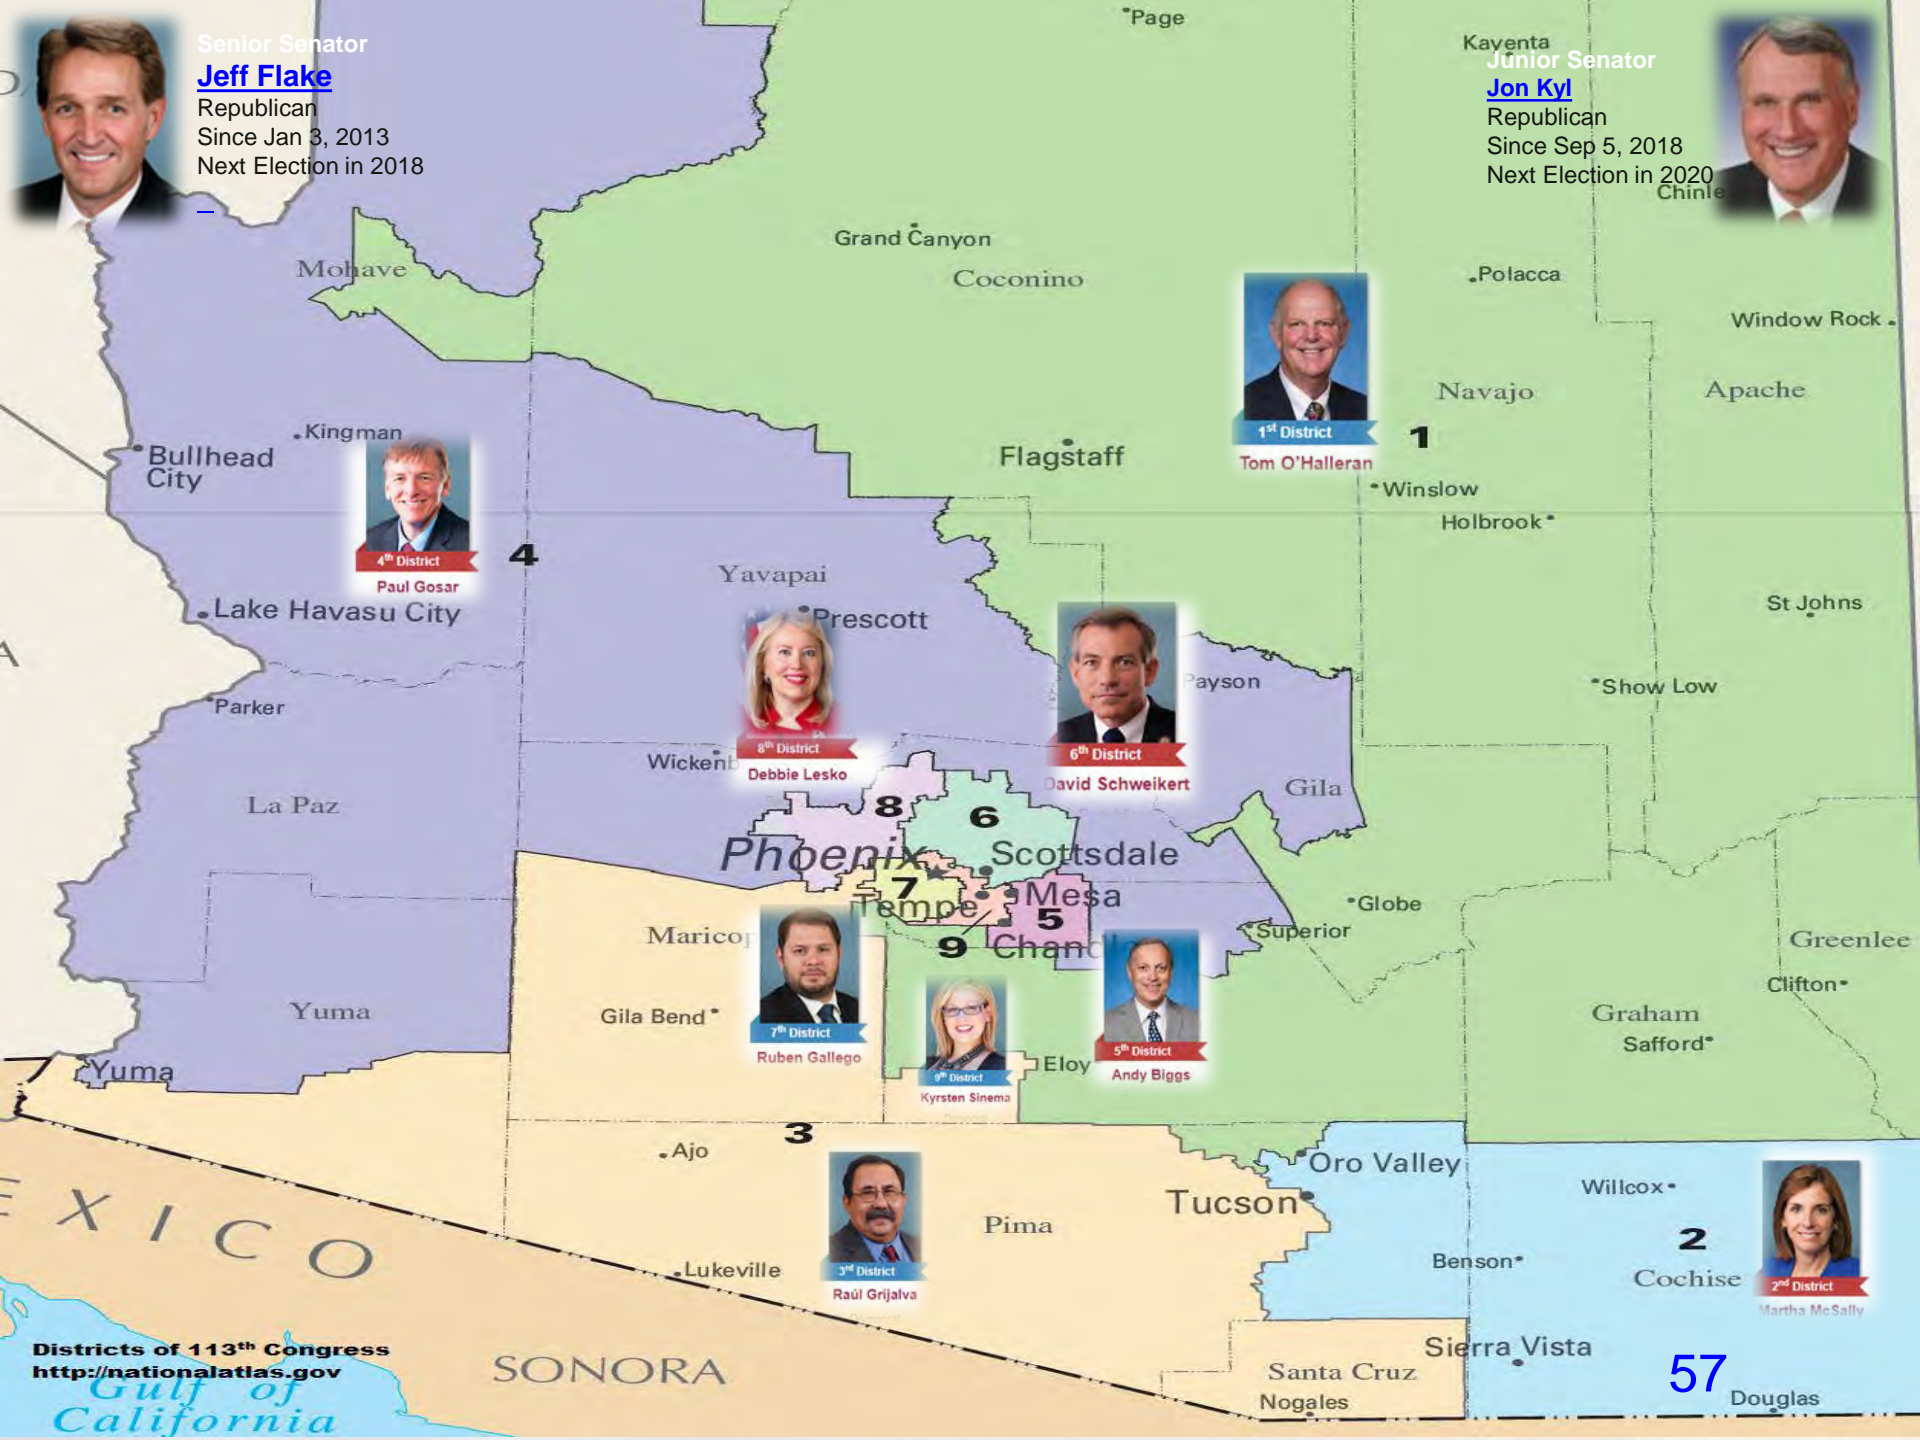 Senior Senator
Jeff Flake
Republican
Since Jan 3, 2013
Next Election in 2018
Page
Kayenta
Junior Senator
Jon Kyl
Republican
Since Sep 5, 2018
Next Election in 2020
Chinle
Mohave
Grand Canyon
Coconino
Polacca
Window Rock
Navajo
Apache
Kingman
Bullhead
City
Flagstaff
1st District
Tom O'Halleran
1
Winslow
Holbrook
4th District
Paul Gosar
4
Yavapai
Prescott
Lake Havasu City
St Johns
Payson
Show Low
Parker
Wickenb
8th District
Debbie Lesko
6th District
David Schweikert
Gila
La Paz
8
6
Phoenix
Scottsdale
7
Tempe
Mesa
5
9
Chand
Globe
Superior
Greenlee
Clifton
Maricop
Gila Bend
Yuma
Yuma
7th District
Ruben Gallego
9th District
Kyrsten Sinema
Eloy
5th District
Andy Biggs
Graham
Safford
3
Ajo
3rd District
Raúl Grijalva
Lukeville
Pima
Oro Valley
Tucson
Willcox
2
Benson
Cochise
2nd District
Martha McSally
EXICO
SONORA
Districts of 113th Congress
http://nationalatlas.gov
Gulf of
California
Santa Cruz
Nogales
Sierra Vista
57
Douglas